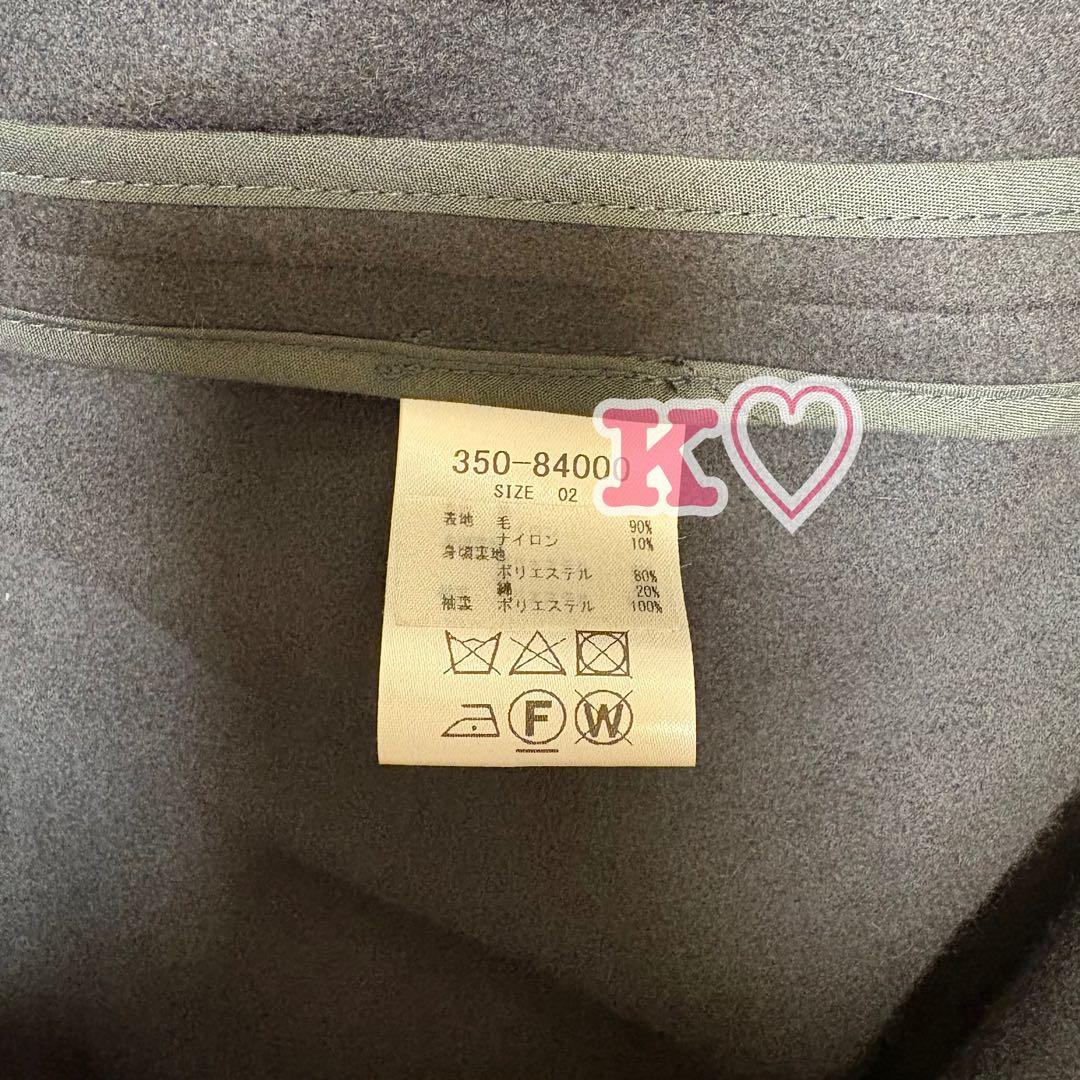 350-84000
SIZE 02
表地 毛 90%
ナイロン 10%
身頃裏地
ポリエステル 80%
綿 20%
袖裏 ポリエステル 100%
F W
K♡